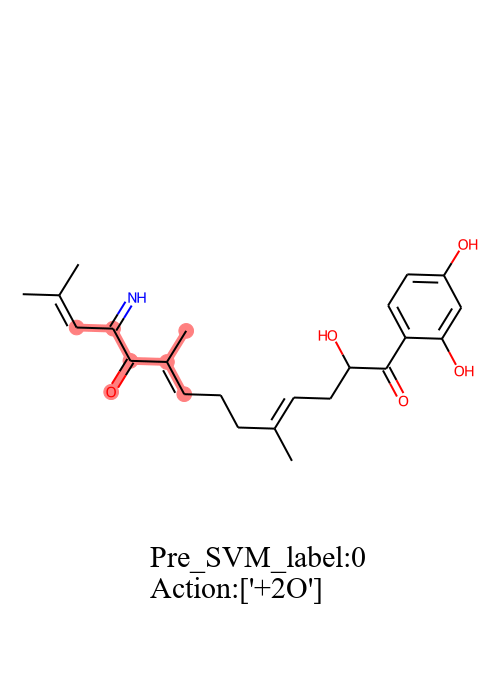 OH
NH
HO
OH
O
O
Pre_SVM_label:0
Action:['+2O']